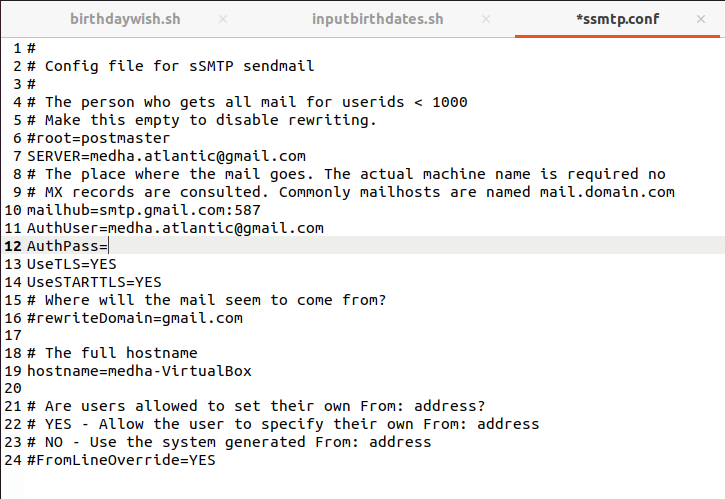 birthdaywish.sh × inputbirthdates.sh × *ssmtp.conf ×
1 #
2 # Config file for sSMTP sendmail
3 #
4 # The person who gets all mail for userids < 1000
5 # Make this empty to disable rewriting.
6 #root=postmaster
7 SERVER=medha.atlantic@gmail.com
8 # The place where the mail goes. The actual machine name is required no
9 # MX records are consulted. Commonly mailhosts are named mail.domain.com
10 mailhub=smtp.gmail.com:587
11 AuthUser=medha.atlantic@gmail.com
12 AuthPass=
13 UseTLS=YES
14 UseSTARTTLS=YES
15 # Where will the mail seem to come from?
16 #rewriteDomain=gmail.com
17
18 # The full hostname
19 hostname=medha-VirtualBox
20
21 # Are users allowed to set their own From: address?
22 # YES - Allow the user to specify their own From: address
23 # NO - Use the system generated From: address
24 #FromLineOverride=YES